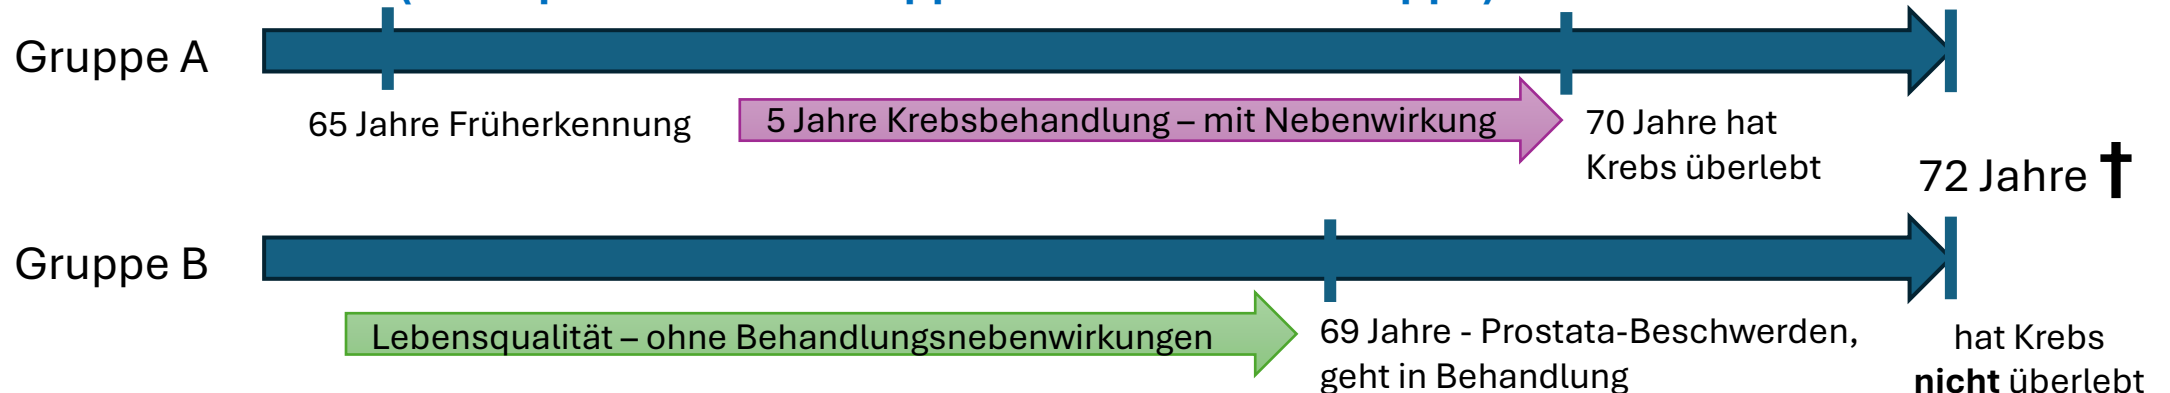 Gruppe A
65 Jahre Früherkennung
5 Jahre Krebsbehandlung – mit Nebenwirkung
70 Jahre hat
Krebs überlebt
72 Jahre †
Gruppe B
Lebensqualität – ohne Behandlungsnebenwirkungen
69 Jahre - Prostata-Beschwerden,
geht in Behandlung
hat Krebs
nicht überlebt